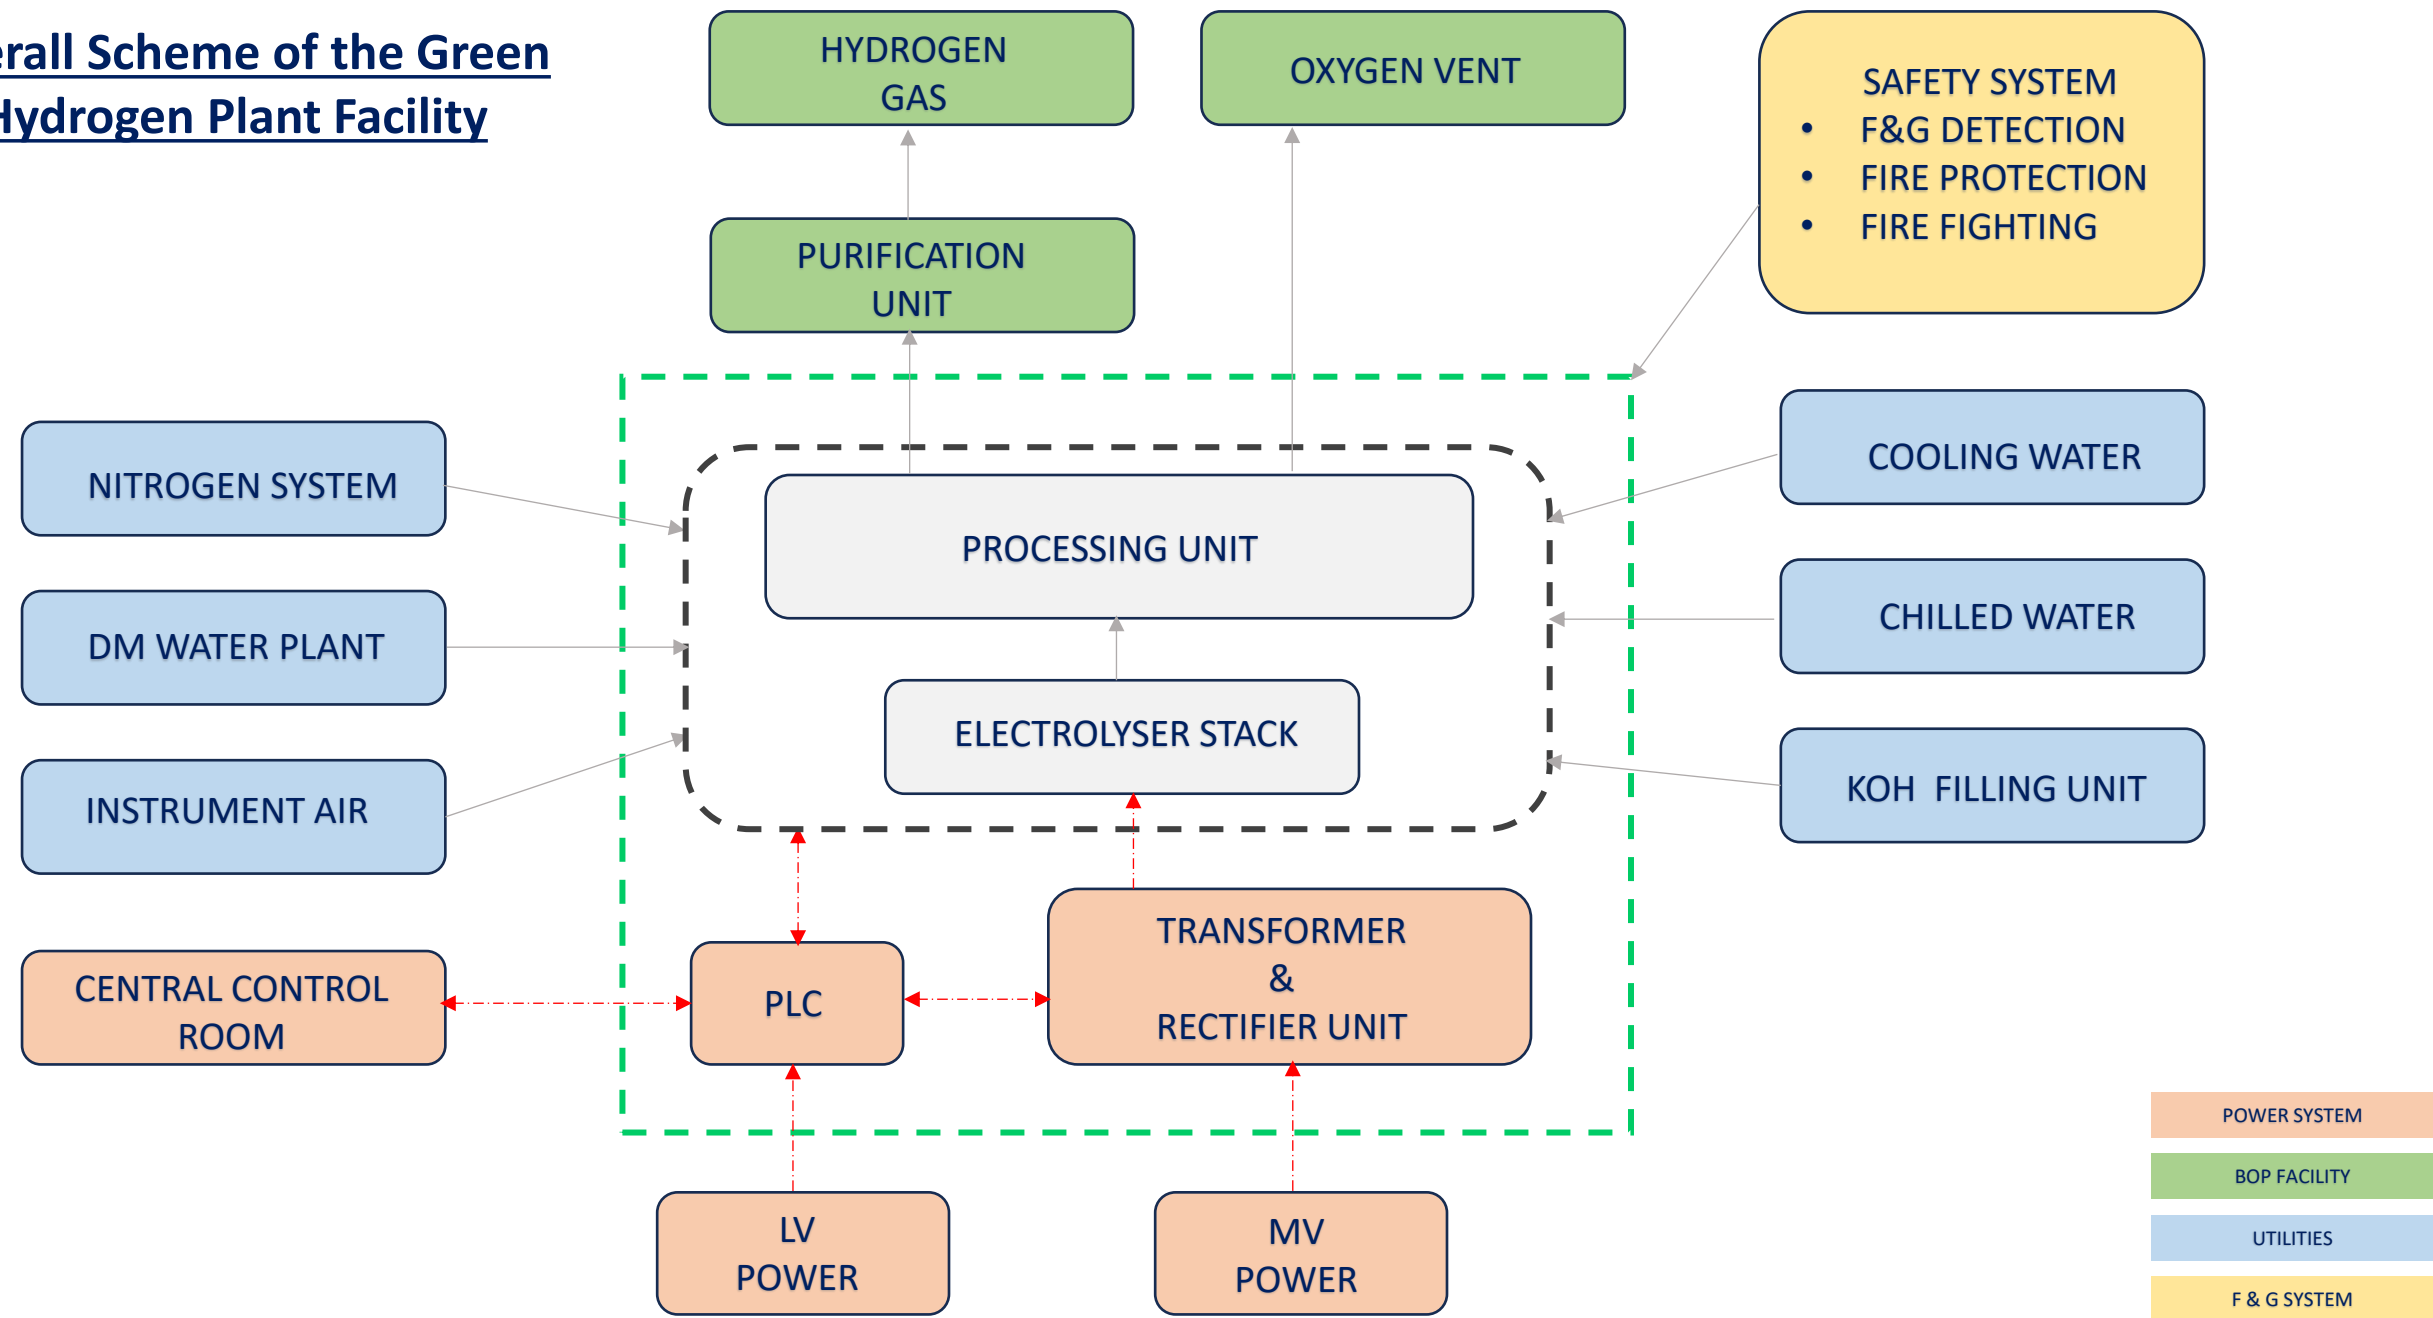 erall Scheme of the Green
Hydrogen Plant Facility
HYDROGEN
GAS
OXYGEN VENT
SAFETY SYSTEM
• F&G DETECTION
• FIRE PROTECTION
• FIRE FIGHTING
PURIFICATION
UNIT
NITROGEN SYSTEM
COOLING WATER
PROCESSING UNIT
DM WATER PLANT
CHILLED WATER
ELECTROLYSER STACK
INSTRUMENT AIR
KOH FILLING UNIT
CENTRAL CONTROL
ROOM
PLC
TRANSFORMER
&
RECTIFIER UNIT
LV
POWER
MV
POWER
POWER SYSTEM
BOP FACILITY
UTILITIES
F & G SYSTEM